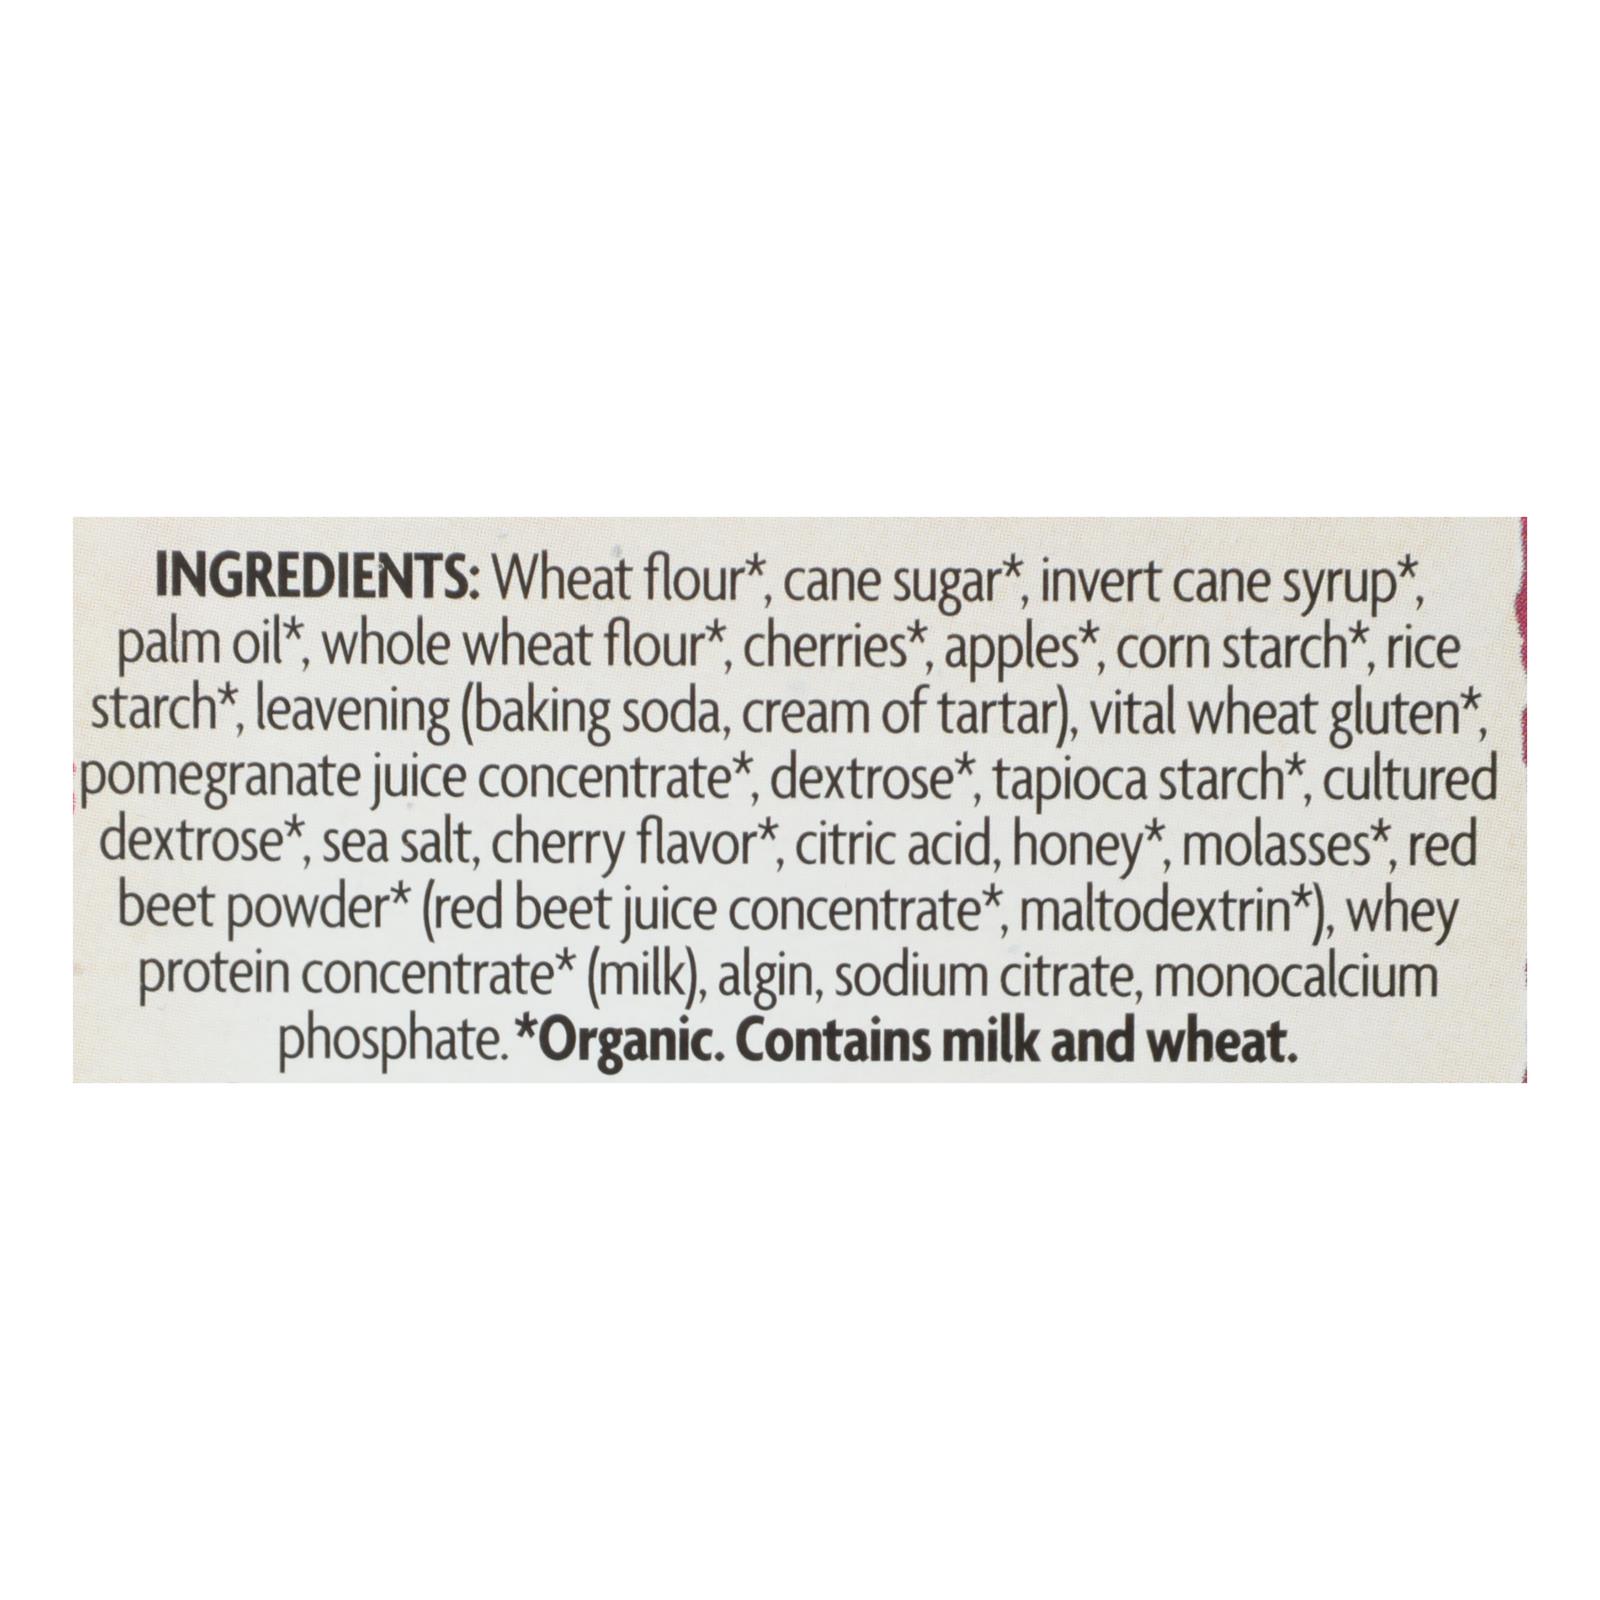 INGREDIENTS: Wheat flour*, cane sugar*, invert cane syrup*,
palm oil*, whole wheat flour*, cherries*, apples*, corn starch*, rice
starch*, leavening (baking soda, cream of tartar), vital wheat gluten*,
pomegranate juice concentrate*, dextrose*, tapioca starch*, cultured
dextrose*, sea salt, cherry flavor*, citric acid, honey*, molasses*, red
beet powder* (red beet juice concentrate*, maltodextrin*), whey
protein concentrate* (milk), algin, sodium citrate, monocalcium
phosphate. *Organic. Contains milk and wheat.